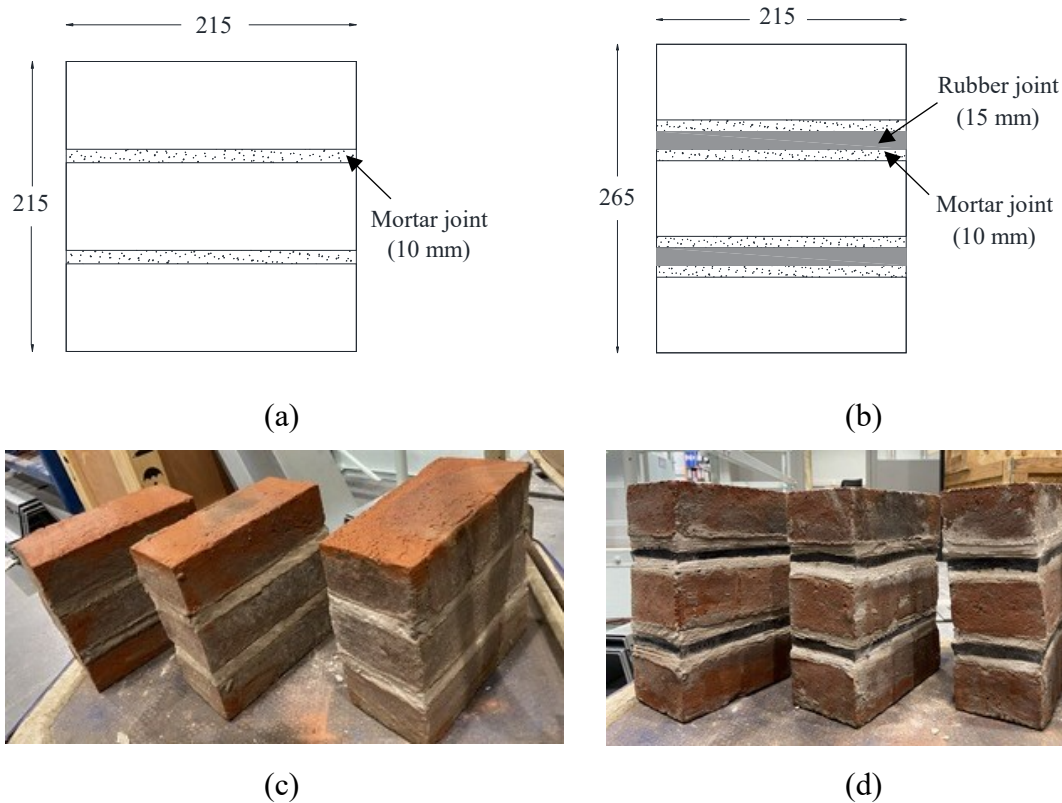 215
215
Mortar joint
(10 mm)
(a)
215
265
Rubber joint
(15 mm)
Mortar joint
(10 mm)
(b)
(c)
(d)